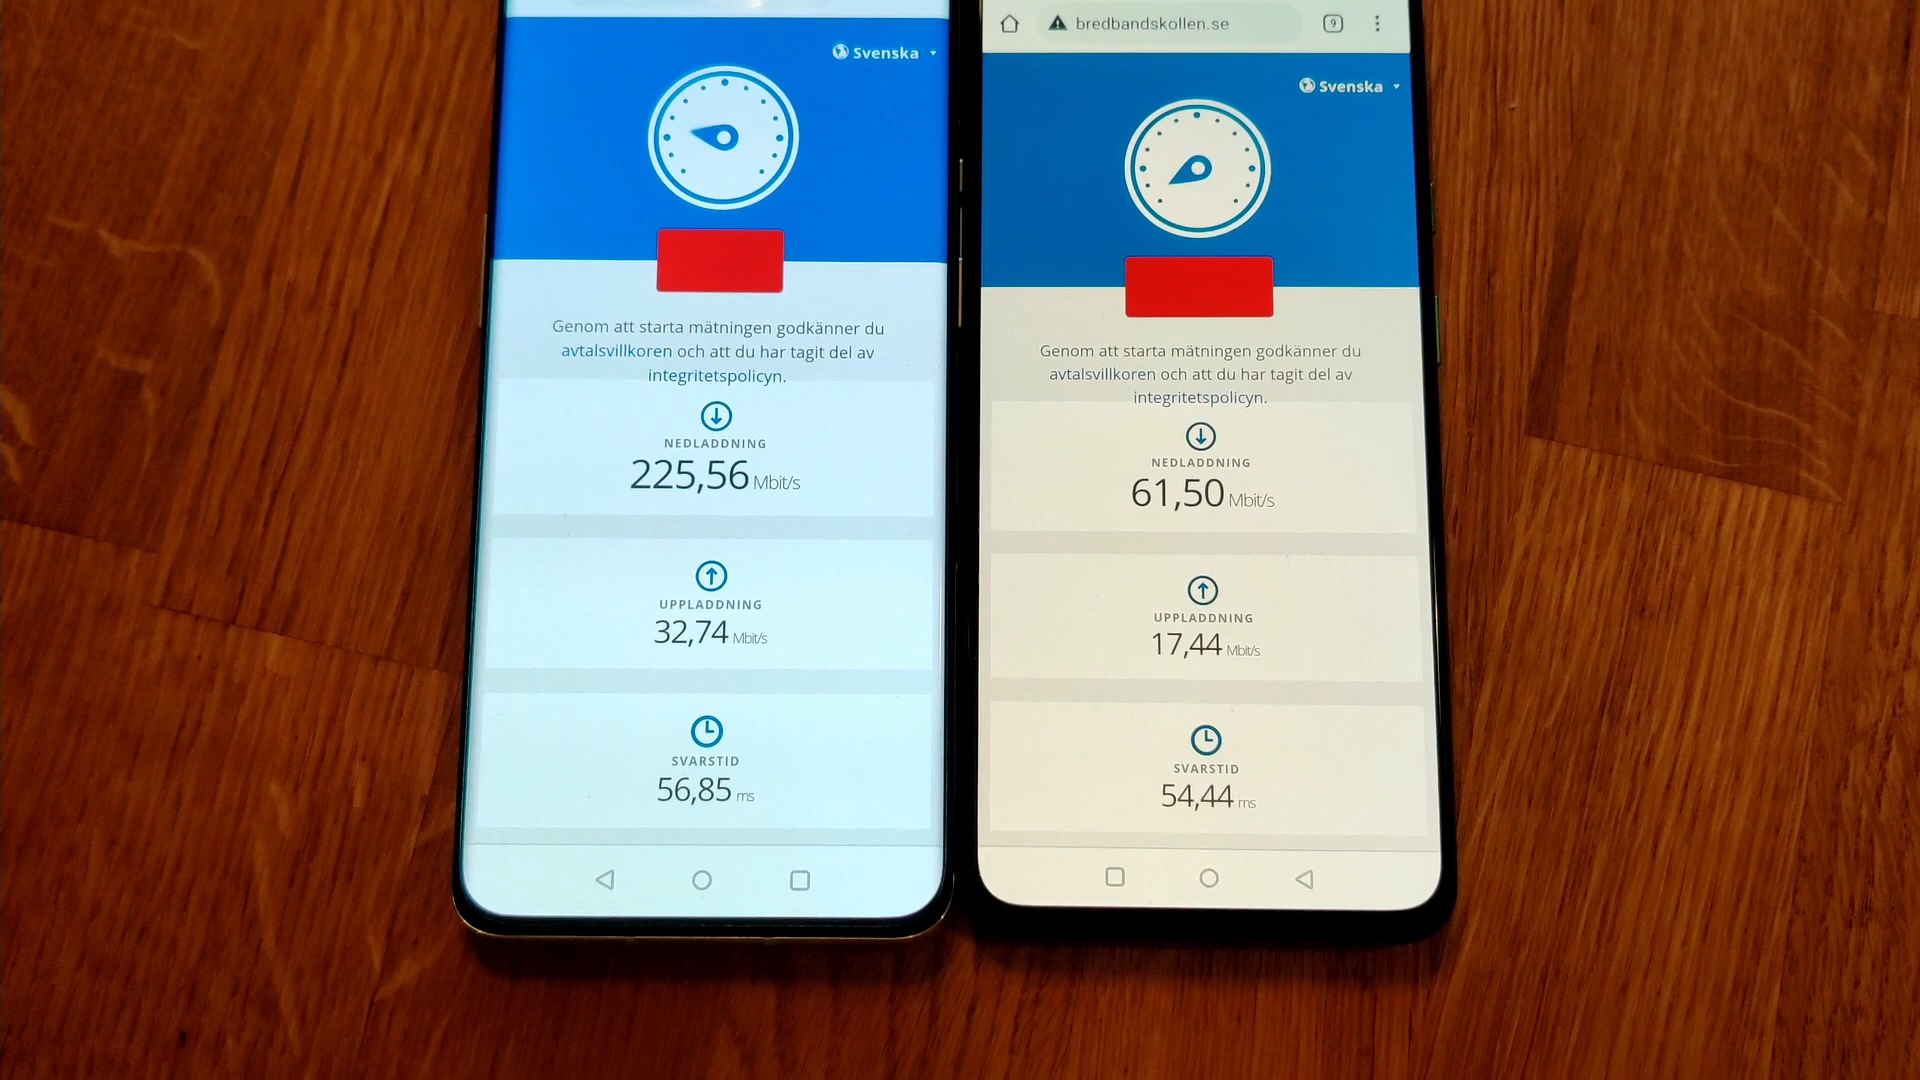 Svenska
Genom att starta mätningen godkänner du
avtalsvillkoren och att du har tagit del av
integritetspolicyn.
NEDLADDNING
225,56 Mbit/s
UPPLADDNING
32,74 Mbit/s
SVARSTID
56,85 ms
bredbandskollen.se
9
Svenska
Genom att starta mätningen godkänner du
avtalsvillkoren och att du har tagit del av
integritetspolicyn.
NEDLADDNING
61,50 Mbit/s
UPPLADDNING
17,44 Mbit/s
SVARSTID
54,44 ms